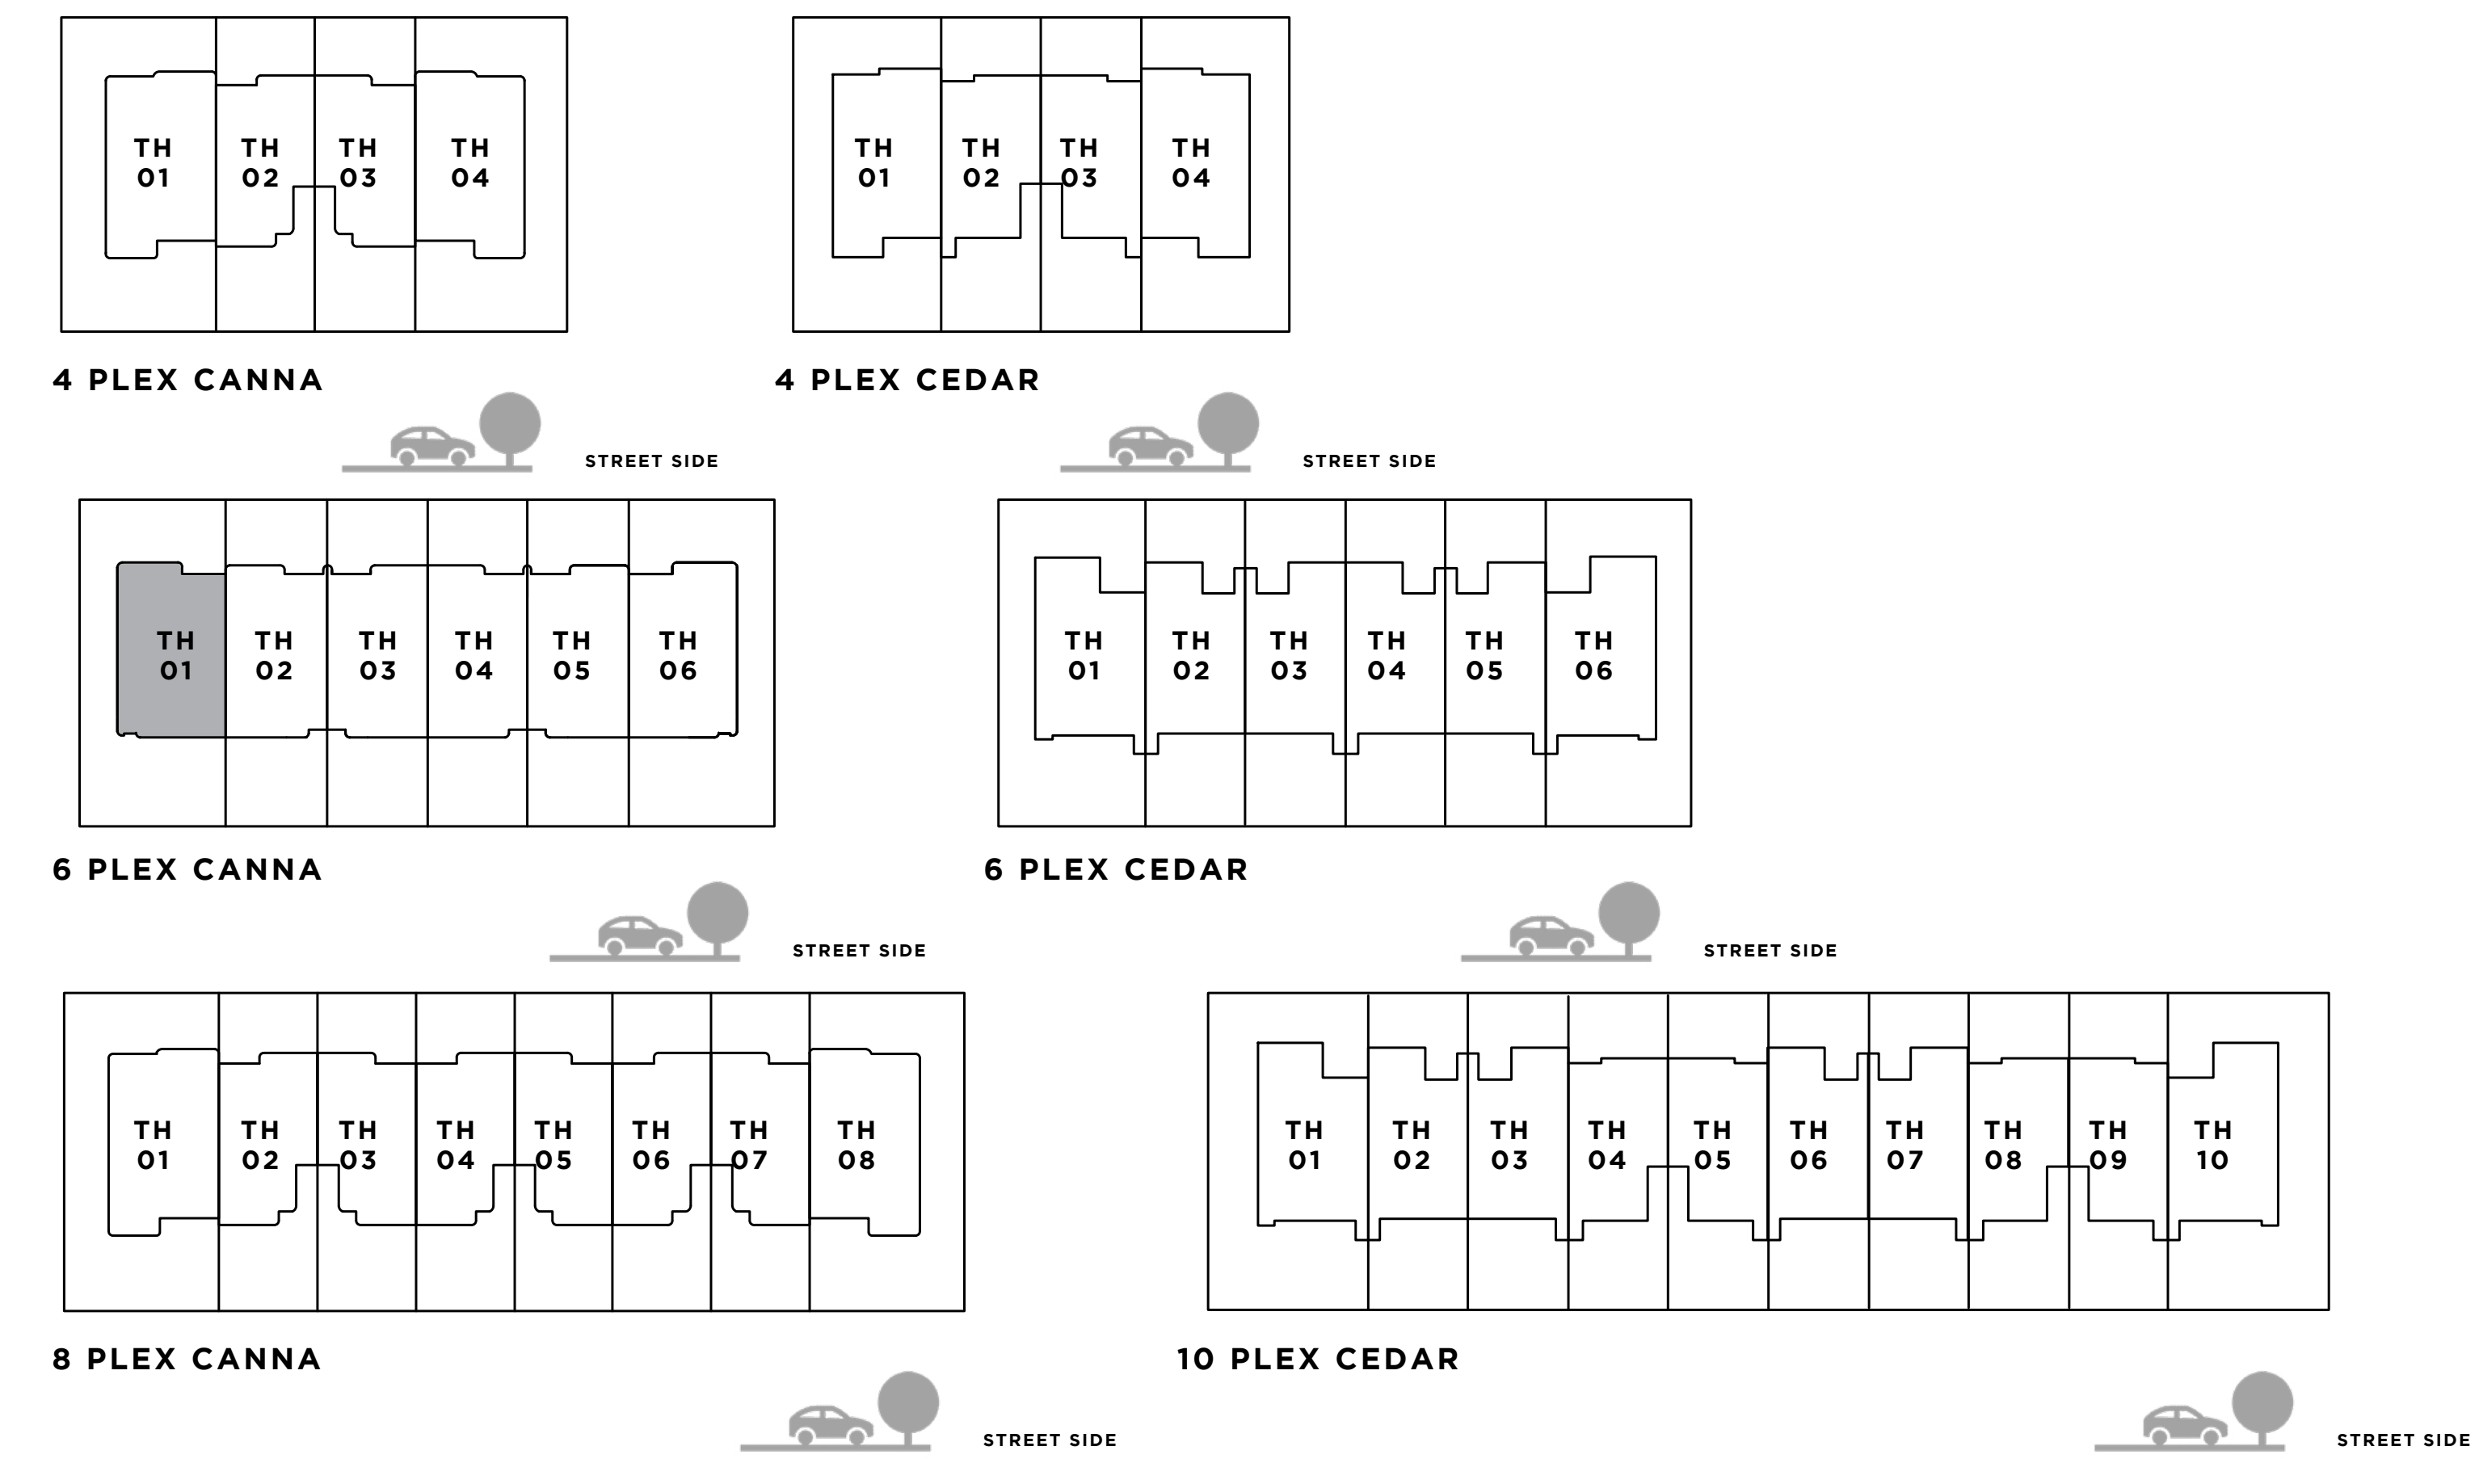 TH
01
TH
02
TH
03
TH
04
4 PLEX CANNA
STREET SIDE
TH
01
TH
02
TH
03
TH
04
4 PLEX CEDAR
STREET SIDE
TH
01
TH
02
TH
03
TH
04
TH
05
TH
06
6 PLEX CANNA
STREET SIDE
TH
01
TH
02
TH
03
TH
04
TH
05
TH
06
6 PLEX CEDAR
STREET SIDE
TH
01
TH
02
TH
03
TH
04
TH
05
TH
06
TH
07
TH
08
8 PLEX CANNA
STREET SIDE
TH
01
TH
02
TH
03
TH
04
TH
05
TH
06
TH
07
TH
08
TH
09
TH
10
10 PLEX CEDAR
STREET SIDE